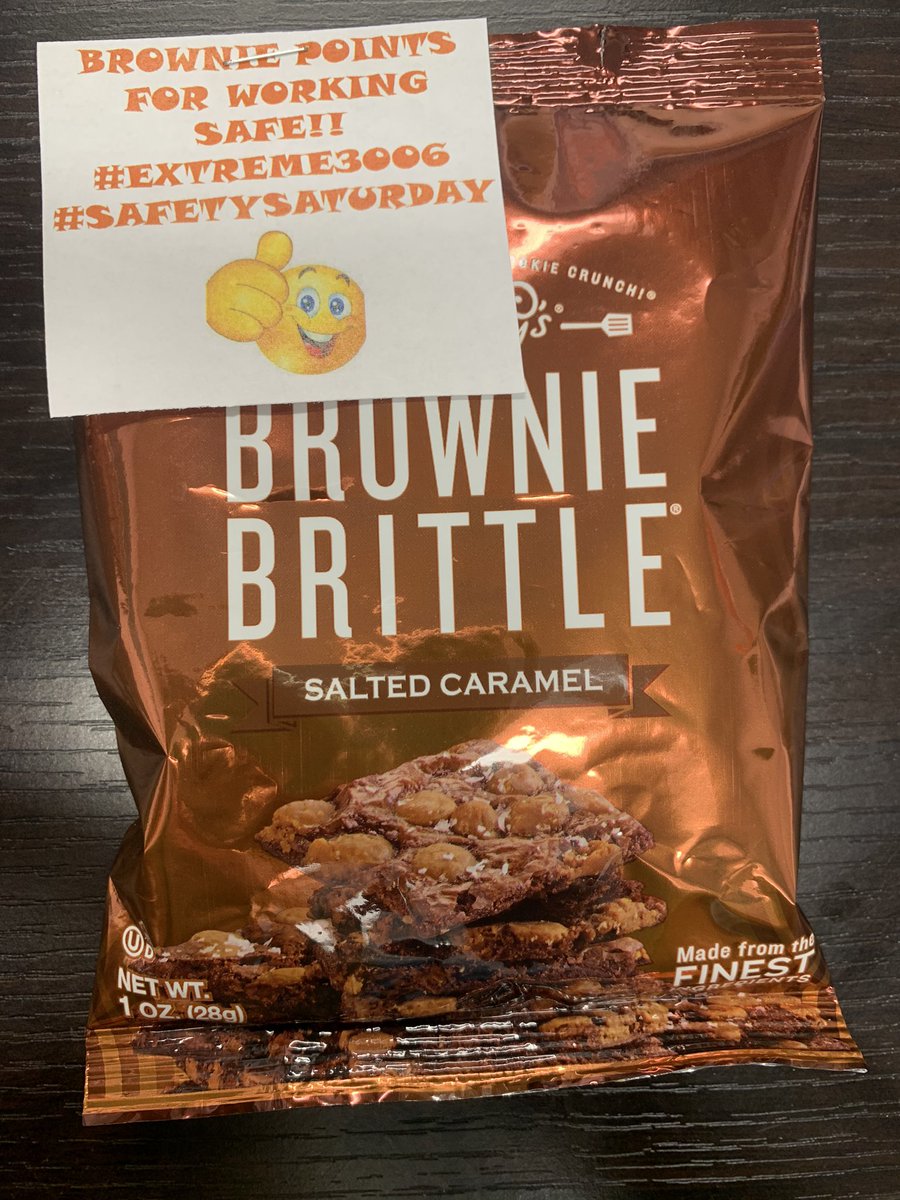 BROWNIE POINTS
FOR WORKING
SAFE!!
#EXTREME3006
#SAFETYSATURDAY
CRUNCH!®
BROWNIE
BRITTLE®
SALTED CARAMEL
U D
NET WT.
1 OZ. (28g)
Made from the
FINEST
INGREDIENTS